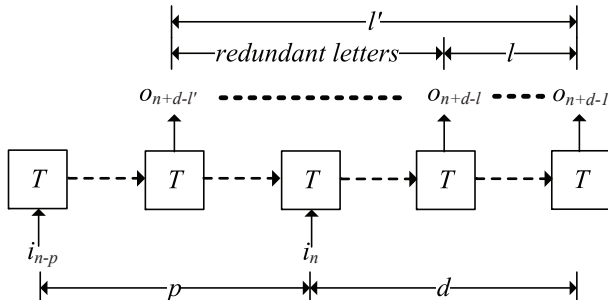 l'
redundant letters l
o_{n+d-l'} o_{n+d-l} o_{n+d-1}
T T T T T
i_{n-p} i_n
p d